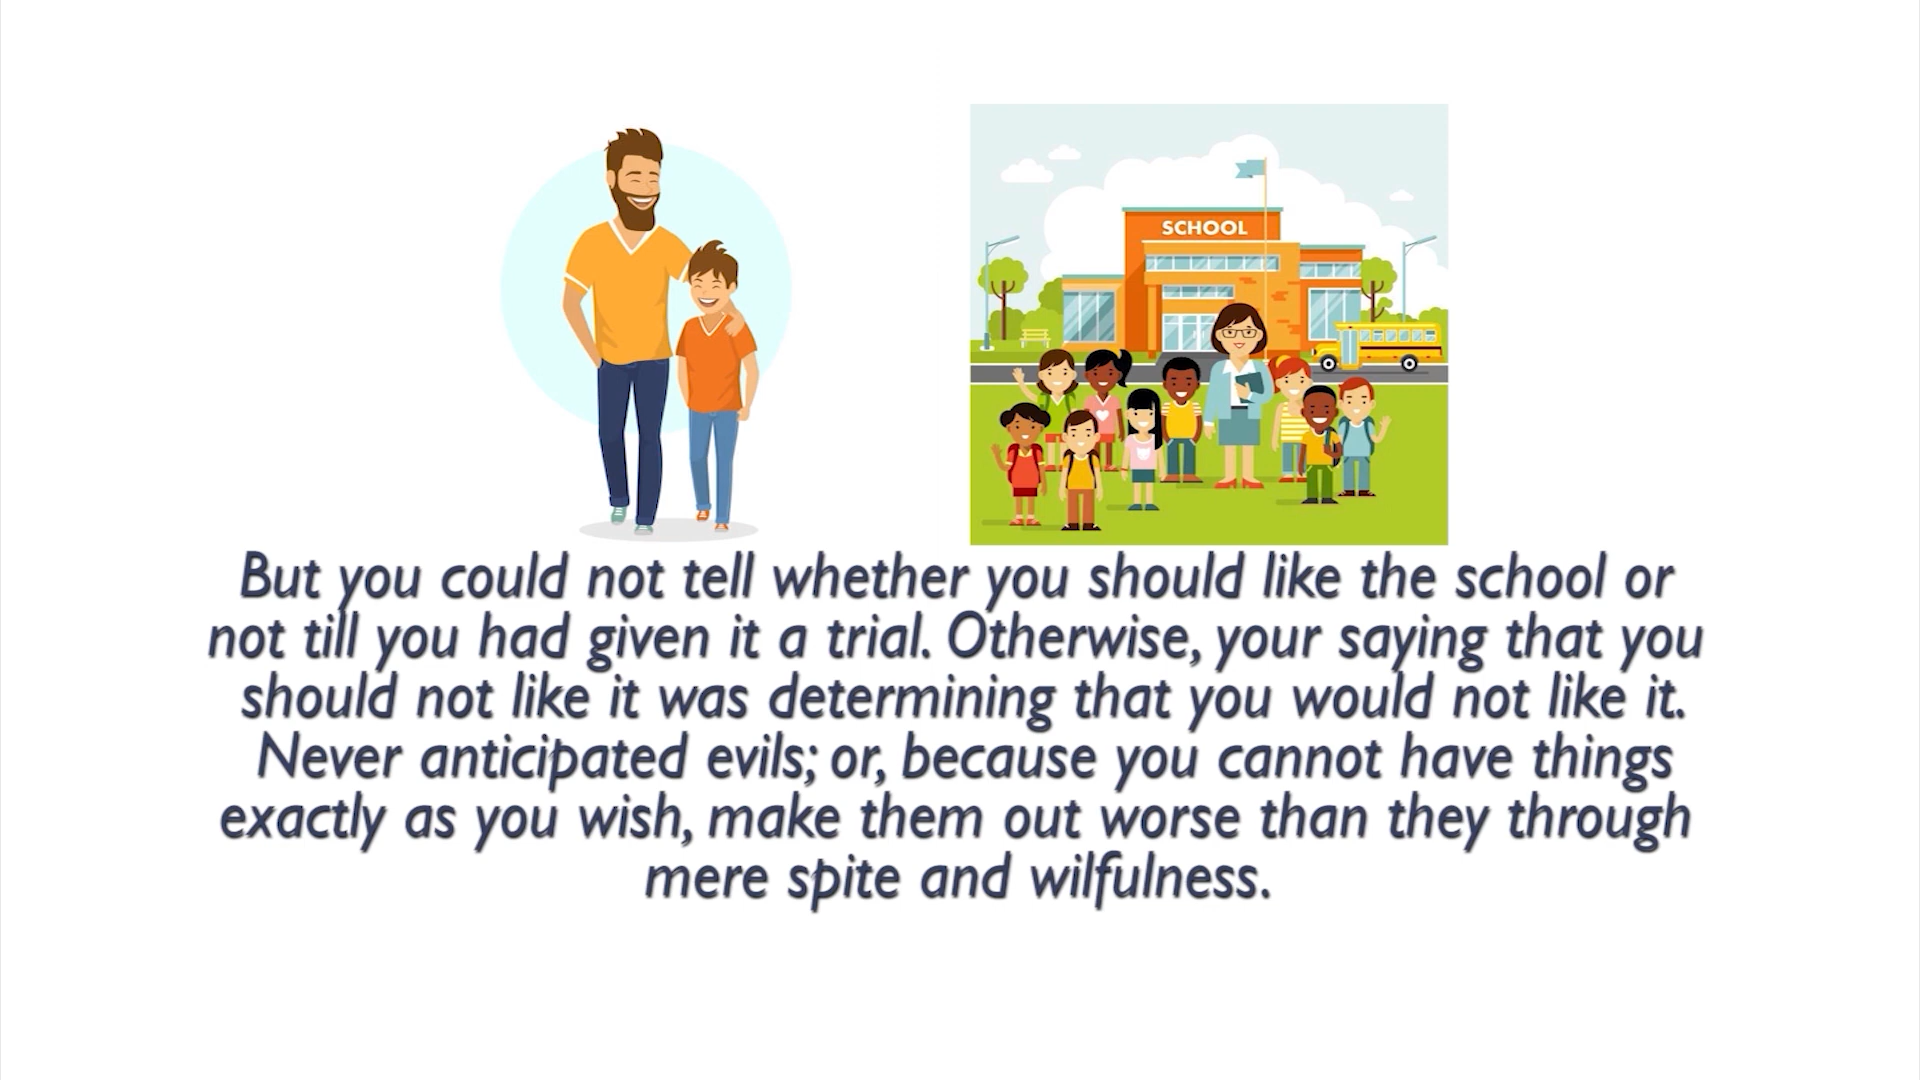 SCHOOL
But you could not tell whether you should like the school or
not till you had given it a trial. Otherwise, your saying that you
should not like it was determining that you would not like it.
Never anticipated evils; or, because you cannot have things
exactly as you wish, make them out worse than they through
mere spite and wilfulness.